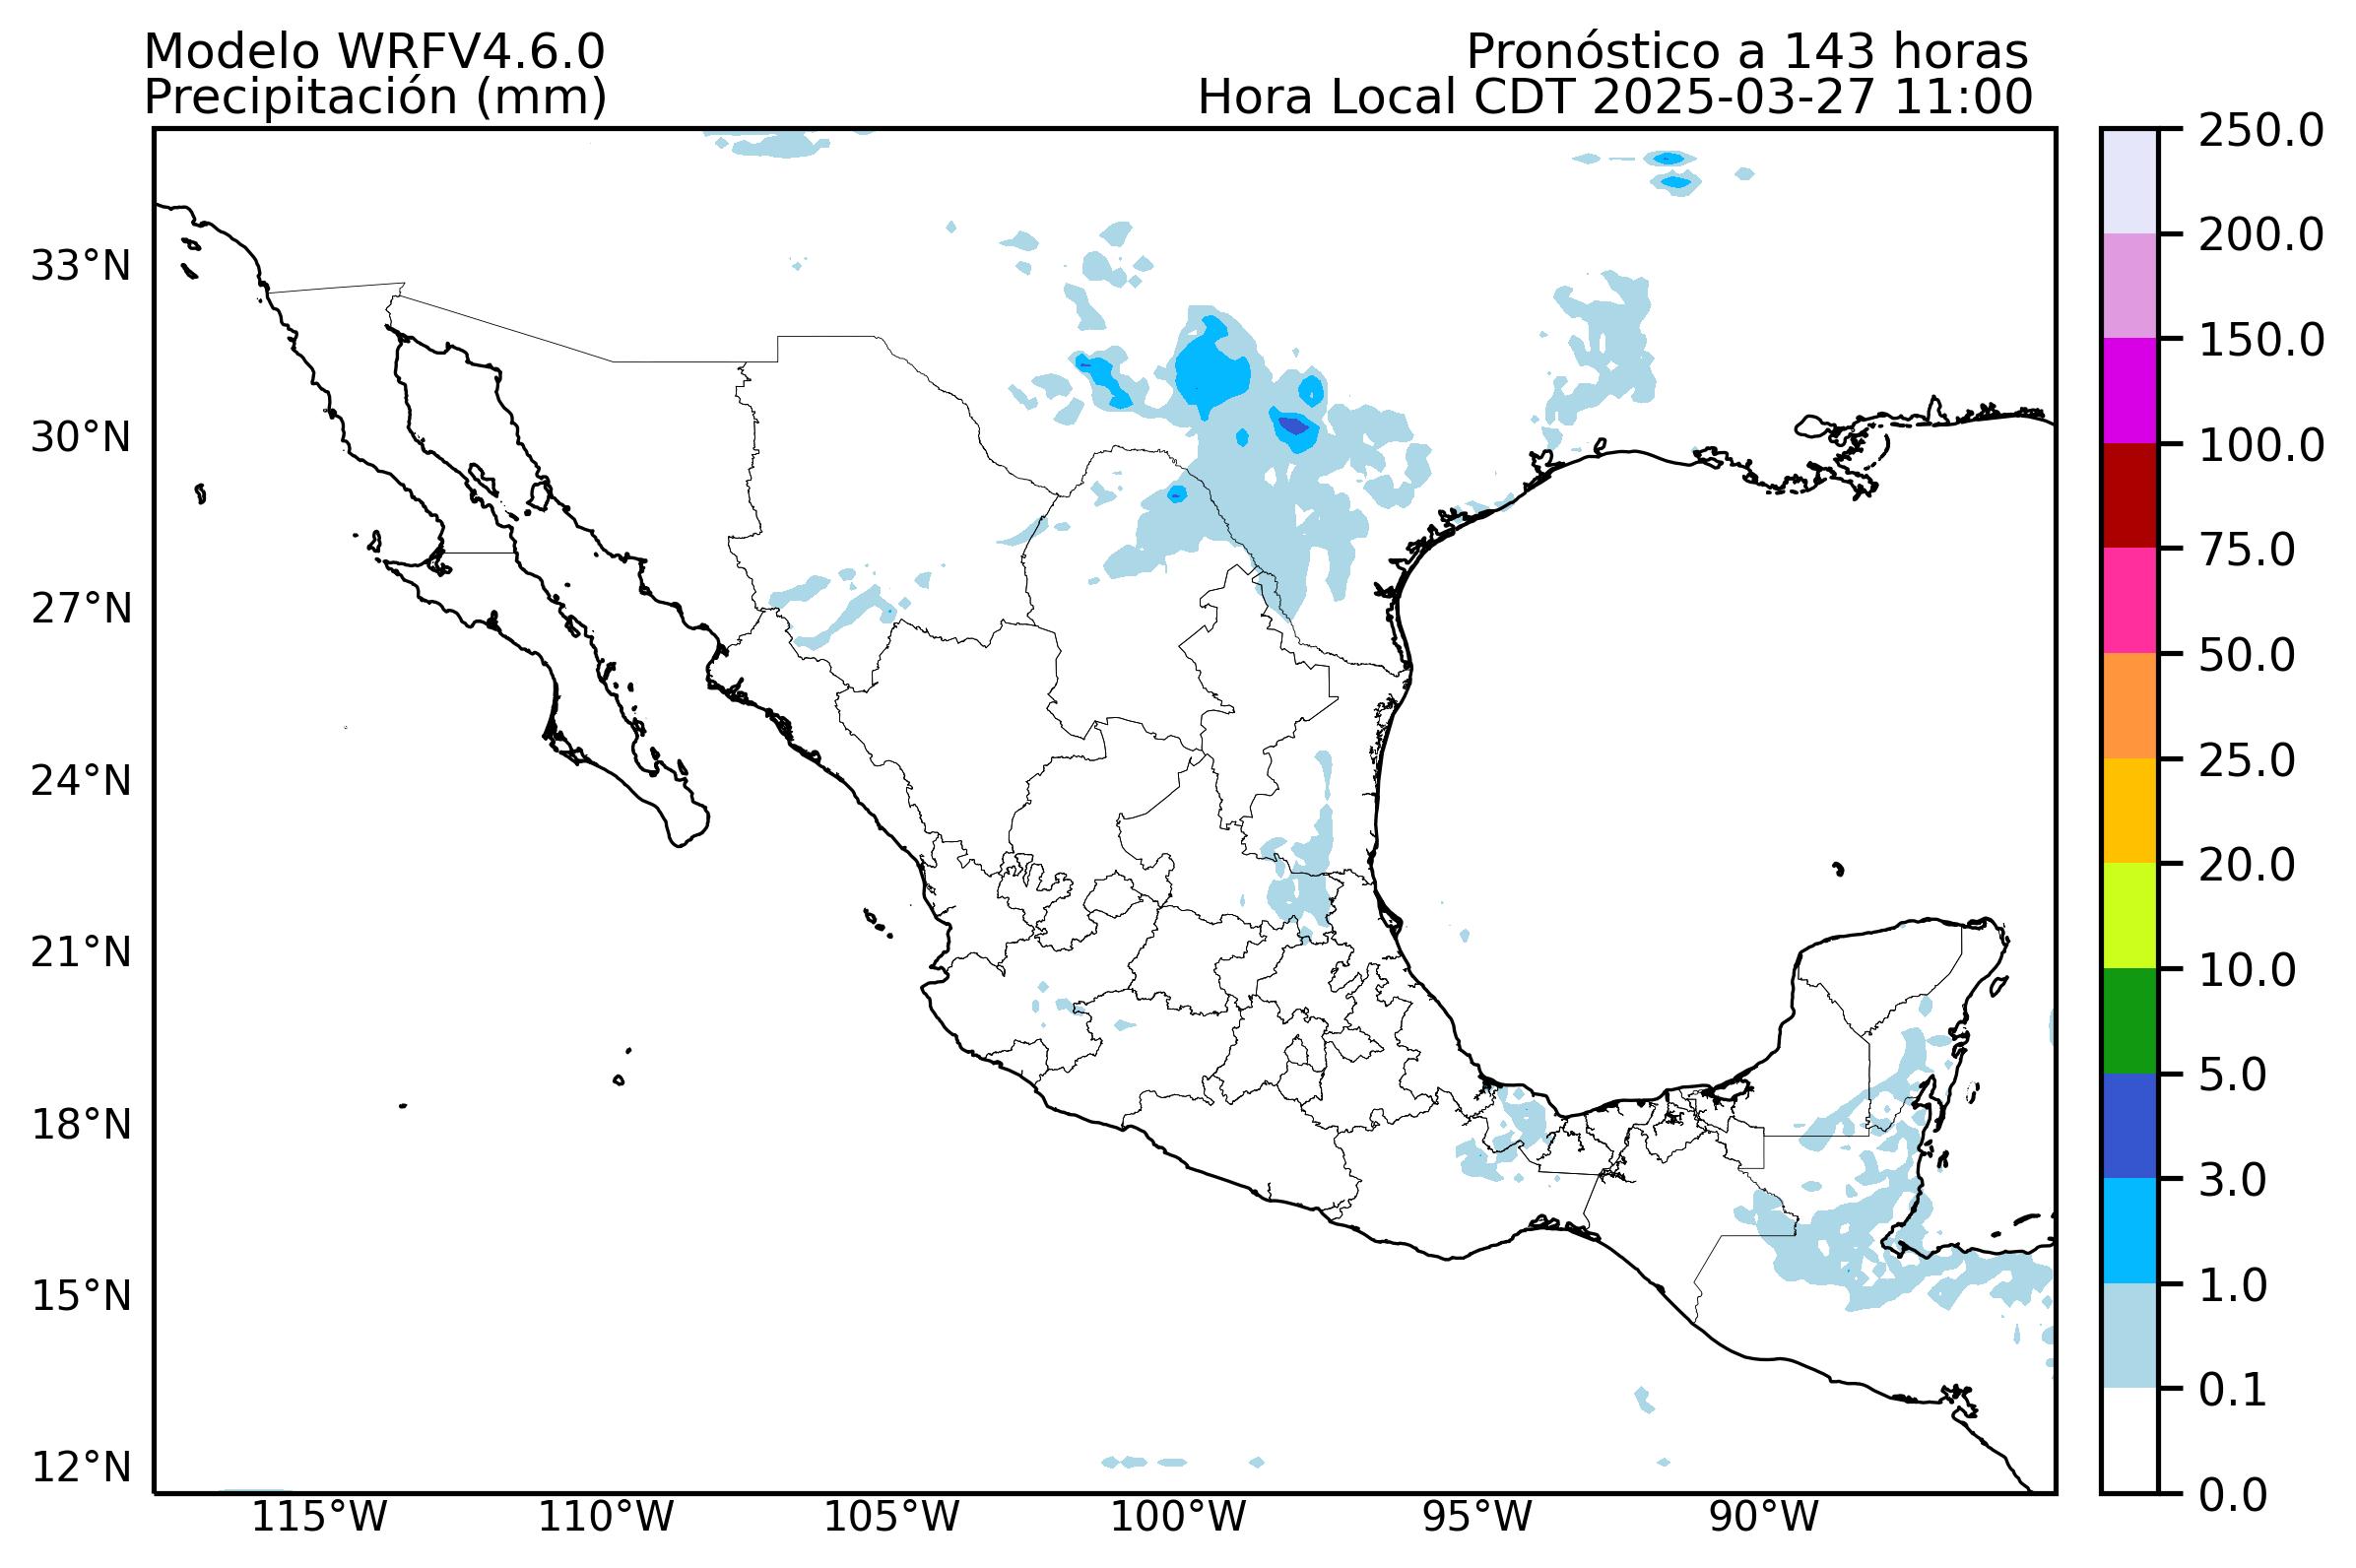 Modelo WRFV4.6.0
Precipitación (mm)
Pronóstico a 143 horas
Hora Local CDT 2025-03-27 11:00
33°N
30°N
27°N
24°N
21°N
18°N
15°N
12°N
115°W
110°W
105°W
100°W
95°W
90°W
250.0
200.0
150.0
100.0
75.0
50.0
25.0
20.0
10.0
5.0
3.0
1.0
0.1
0.0